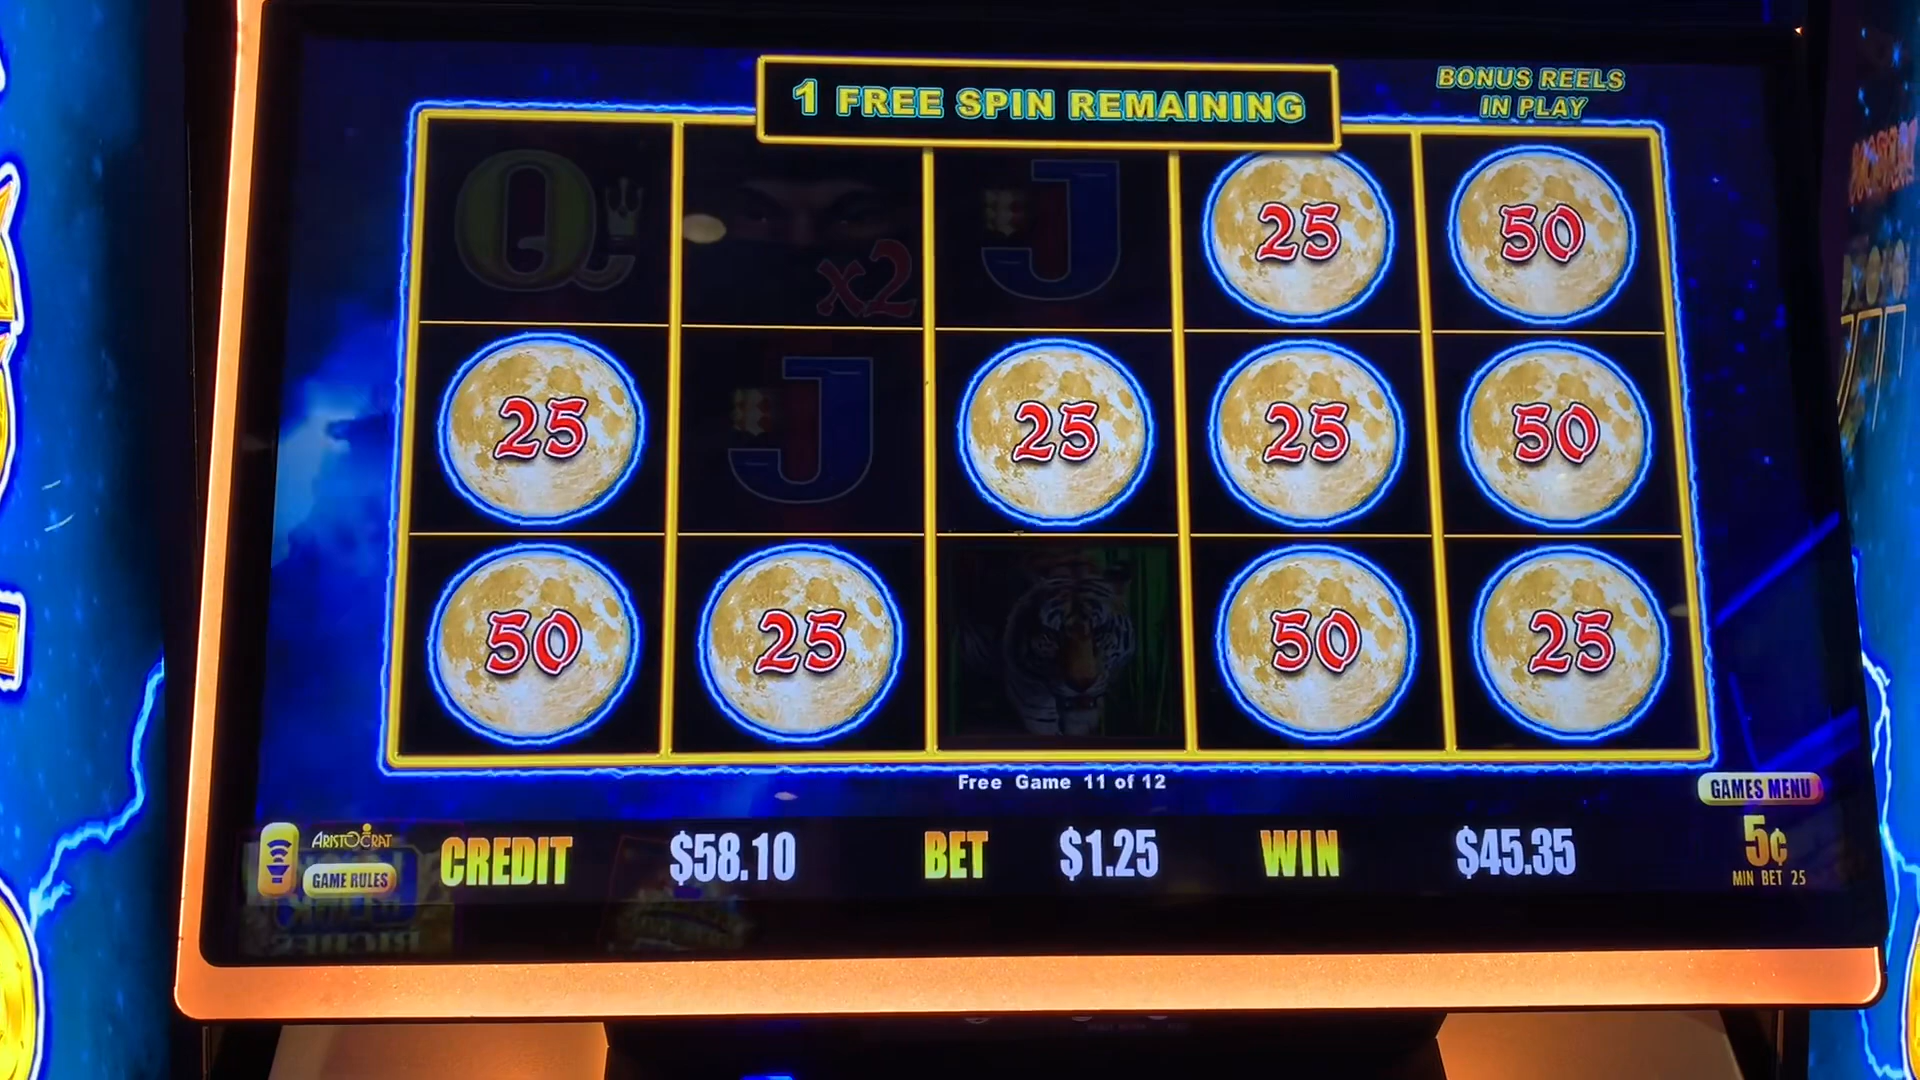 1 FREE SPIN REMAINING
BONUS REELS
IN PLAY
Q
x2
J
25
50
25
J
25
25
50
50
25
50
25
Free Game 11 of 12
GAMES MENU
ARISTOCRAT
GAME RULES
CREDIT $58.10 BET $1.25 WIN $45.35
5¢
MIN BET 25